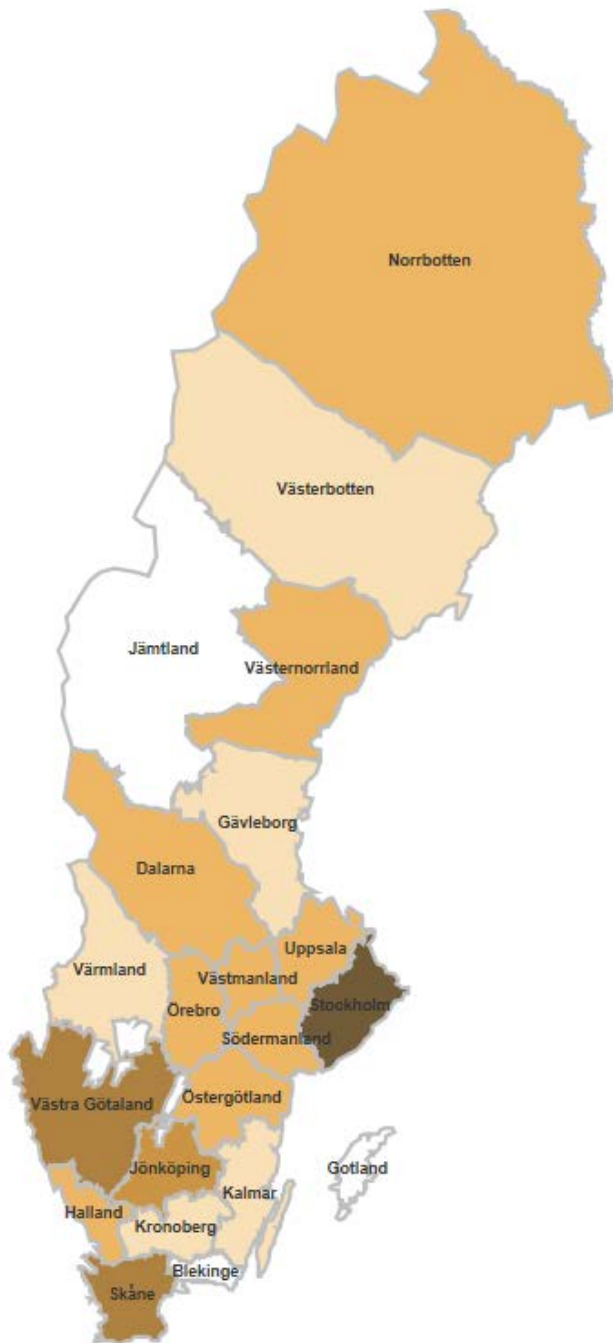 Norrbotten
Västerbotten
Jämtland
Västernorrland
Gävleborg
Dalarna
Uppsala
Värmland
Västmanland
Örebro
Stockholm
Södermanland
Östergötland
Västra Götaland
Jönköping
Gotland
Kalmar
Halland
Kronoberg
Blekinge
Skåne